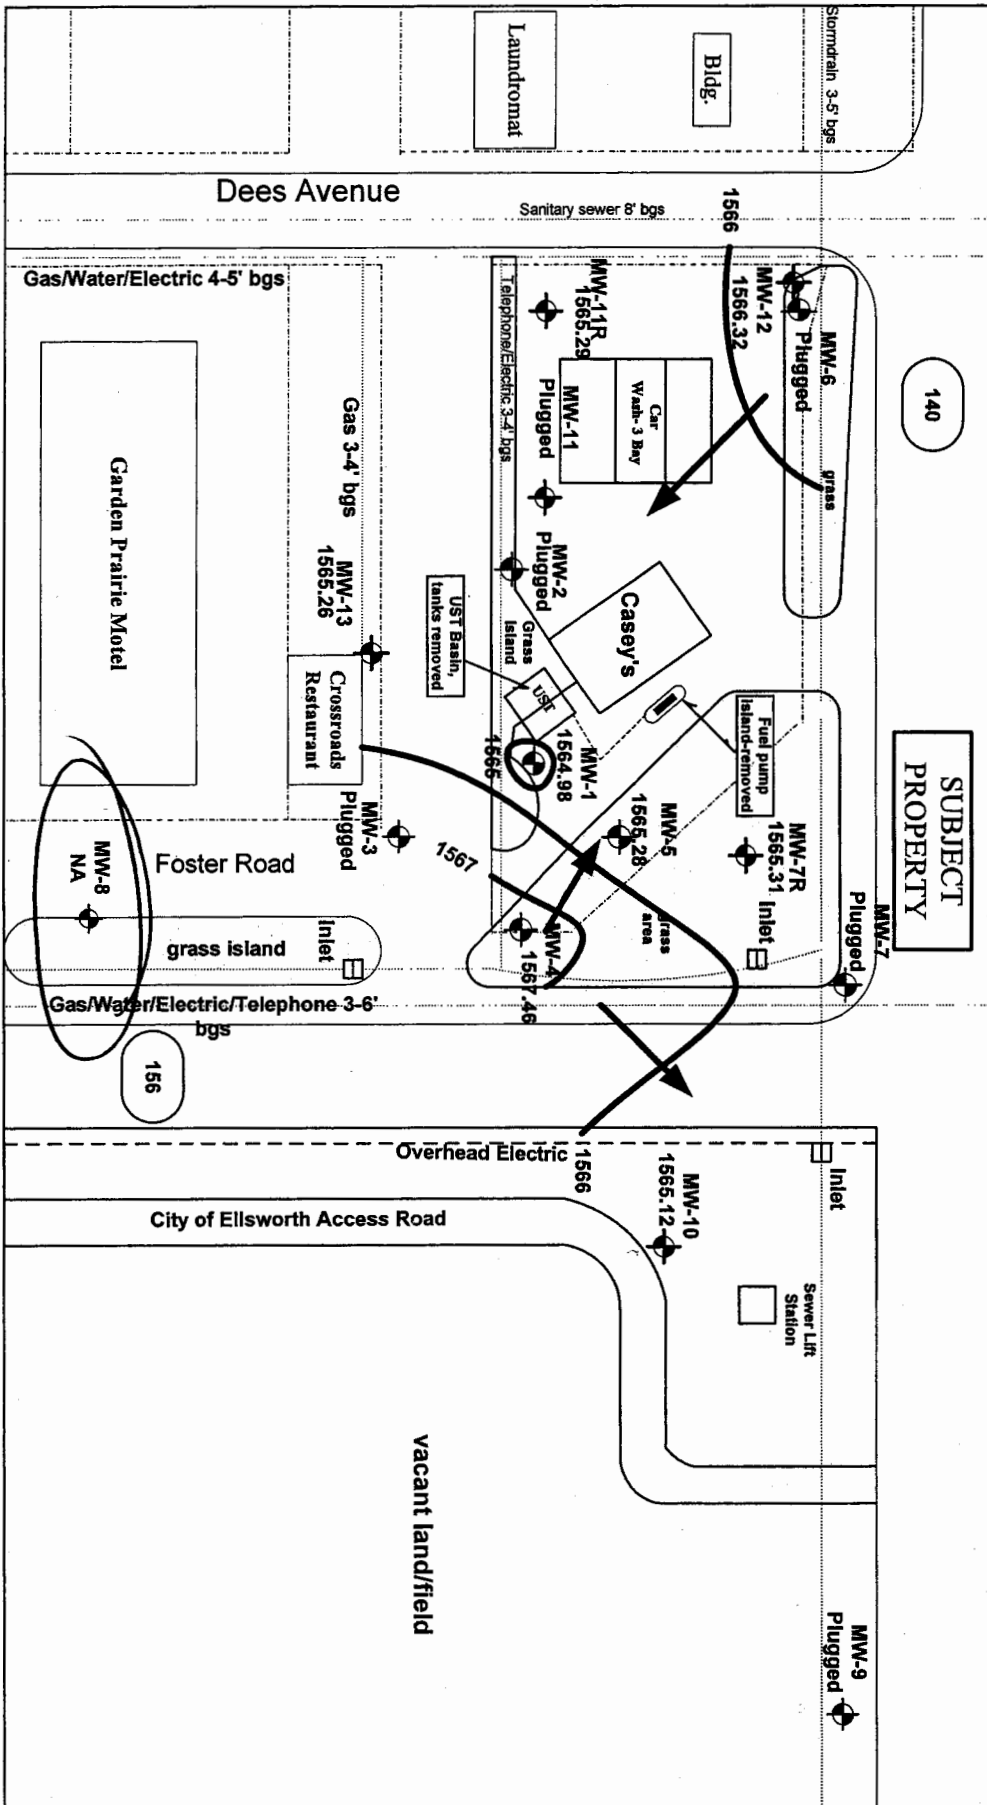 Laundromat
Bldg.
Stormdrain 3-5' bgs
Dees Avenue
Sanitary sewer 8' bgs
1566
Gas/Water/Electric 4-5' bgs
Telephone/Electric 3-4' bgs
MW-11R
1565.29
MW-12
1566.32
MW-6
Plugged
140
grass
Car
Wash- 3 Bay
MW-11
Plugged
MW-2
Plugged
Gas 3-4' bgs
Garden Prairie Motel
MW-13
1565.26
Casey's
Grass
Island
UST Basin,
tanks removed
UST
Crossroads
Restaurant
Fuel pump
island-removed
SUBJECT
PROPERTY
MW-1
1564.98
1565
MW-5
1565.28
MW-7R
1565.31
MW-7
Plugged
MW-3
Plugged
1567
Foster Road
MW-8
NA
grass island
Inlet
grass
area
Inlet
MW-4
1567.46
Gas/Water/Electric/Telephone 3-6'
bgs
156
Overhead Electric
1566
Inlet
MW-10
1565.12
City of Ellsworth Access Road
Sewer Lift
Station
vacant land/field
MW-9
Plugged